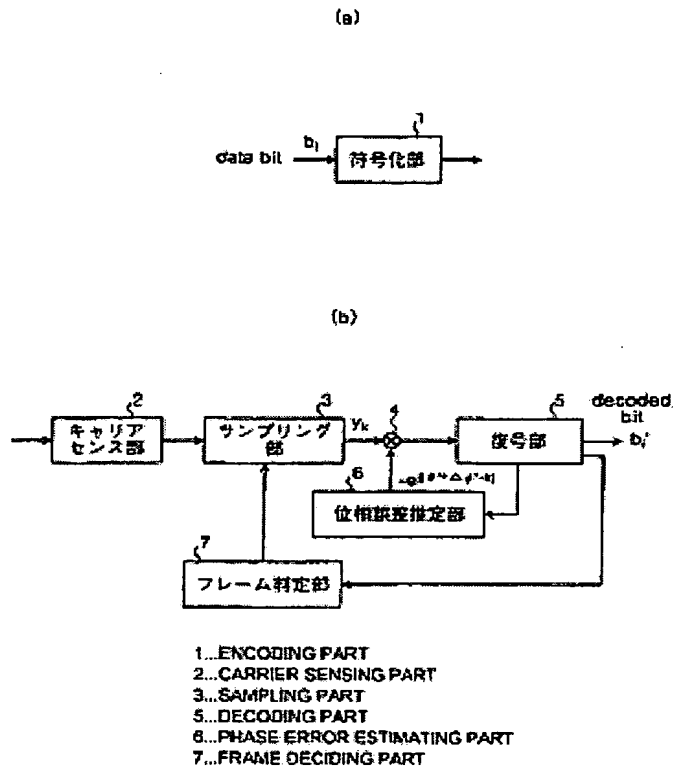 (a)
1
data bit
bi
符号化部
(b)
2
キャリア
センス部
3
サンプリング
部
yk
4
5
復号部
decoded
bit
bi'
6
位相誤差推定部
7
フレーム判定部
1...ENCODING PART
2...CARRIER SENSING PART
3...SAMPLING PART
5...DECODING PART
6...PHASE ERROR ESTIMATING PART
7...FRAME DECIDING PART